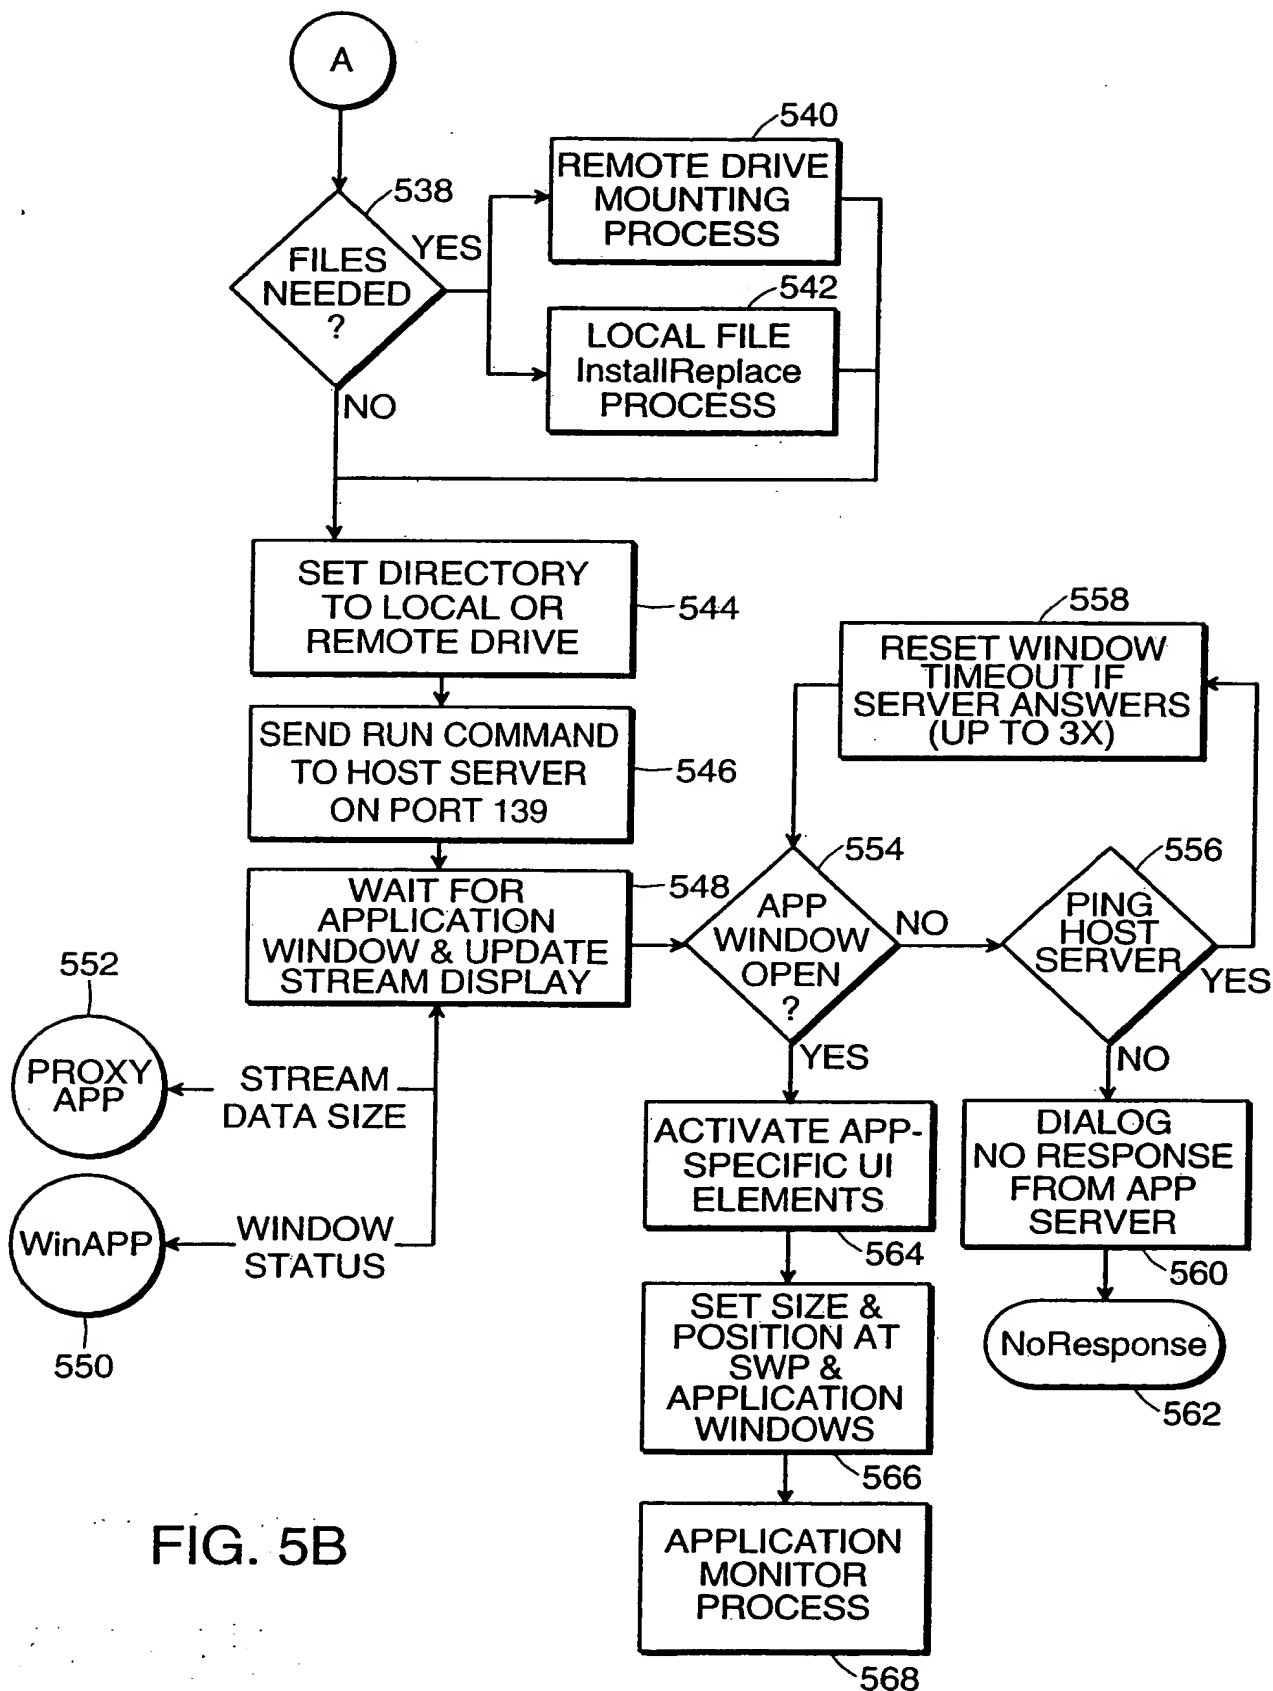 A
540
REMOTE DRIVE
MOUNTING
PROCESS
538
YES
FILES
NEEDED
?
542
LOCAL FILE
InstallReplace
PROCESS
NO
SET DIRECTORY
TO LOCAL OR
REMOTE DRIVE
544
558
RESET WINDOW
TIMEOUT IF
SERVER ANSWERS
(UP TO 3X)
SEND RUN COMMAND
TO HOST SERVER
ON PORT 139
546
WAIT FOR
APPLICATION
WINDOW & UPDATE
STREAM DISPLAY
548
554
APP
WINDOW
OPEN
?
NO
556
PING
HOST
SERVER
YES
552
PROXY
APP
STREAM
DATA SIZE
YES
NO
WinAPP
WINDOW
STATUS
550
ACTIVATE APP-
SPECIFIC UI
ELEMENTS
564
DIALOG
NO RESPONSE
FROM APP
SERVER
560
SET SIZE &
POSITION AT
SWP &
APPLICATION
WINDOWS
566
NoResponse
562
APPLICATION
MONITOR
PROCESS
568
FIG. 5B